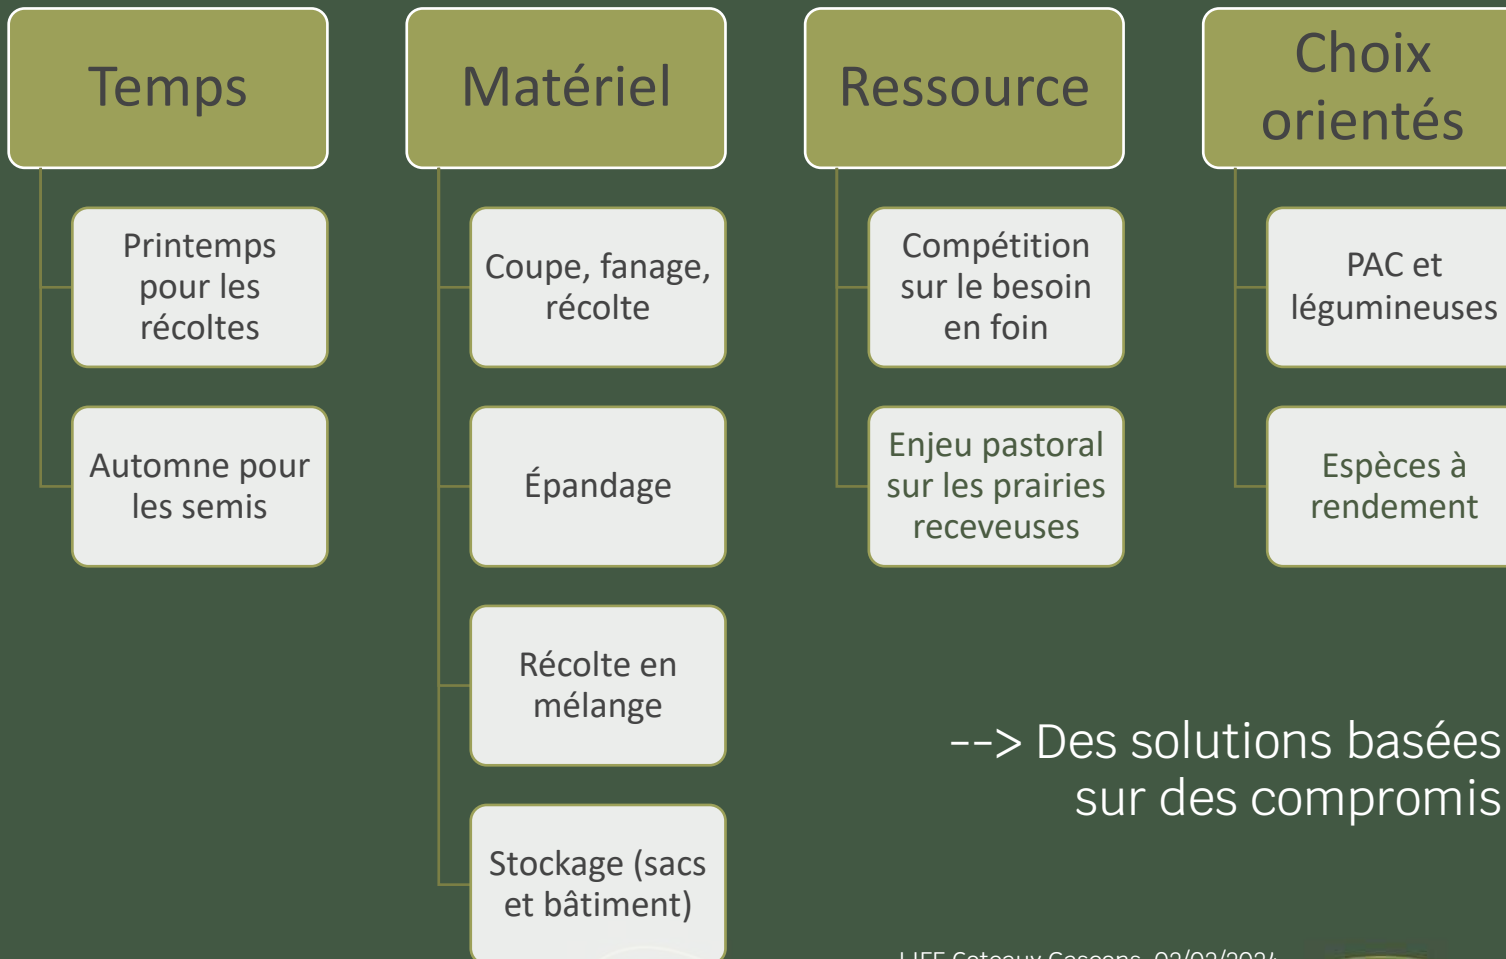 Temps
Printemps
pour les
récoltes
Automne pour
les semis
Matériel
Coupe, fanage,
récolte
Épandage
Récolte en
mélange
Stockage (sacs
et bâtiment)
Ressource
Compétition
sur le besoin
en foin
Enjeu pastoral
sur les prairies
receveuses
Choix
orientés
PAC et
légumineuses
Espèces à
rendement
--> Des solutions basées
sur des compromis